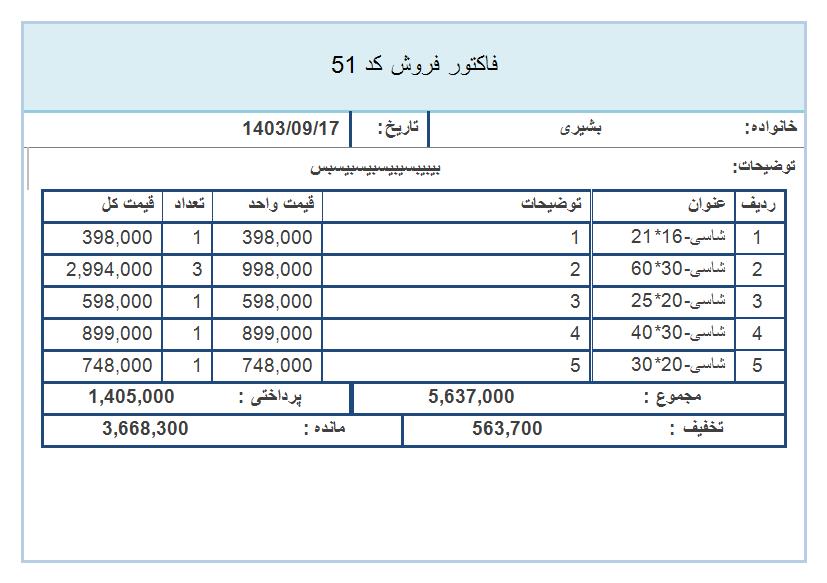 فاکتور فروش کد 51
خانواده: بشیری تاریخ: 1403/09/17
توضیحات: بیبیبسیبیسبیسبیسبس
ردیف عنوان توضیحات قیمت واحد تعداد قیمت کل
1 شاسی-16*21 1 398,000 1 398,000
2 شاسی-30*60 2 998,000 3 2,994,000
3 شاسی-20*25 3 598,000 1 598,000
4 شاسی-30*40 4 899,000 1 899,000
5 شاسی-20*30 5 748,000 1 748,000
مجموع : 5,637,000 پرداختی : 1,405,000
تخفیف : 563,700 مانده : 3,668,300